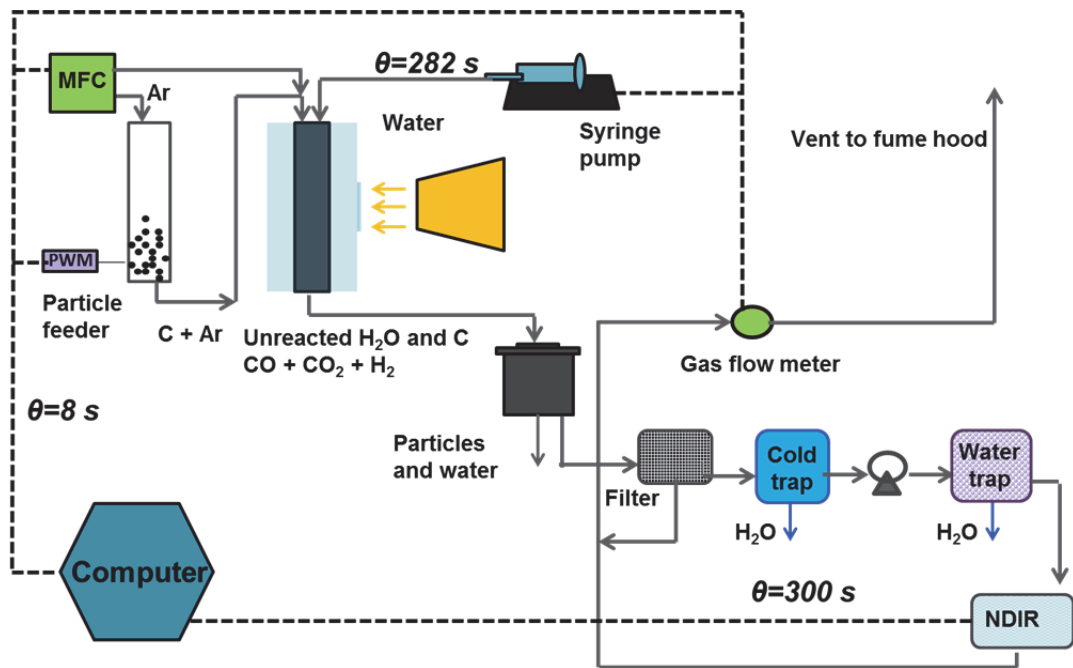 MFC
Ar
θ=282 s
Water
Syringe
pump
Vent to fume hood
PWM
Particle
feeder
C + Ar
Unreacted H₂O and C
CO + CO₂ + H₂
Gas flow meter
θ=8 s
Particles
and water
Filter
Cold
trap
Water
trap
H₂O
H₂O
Computer
θ=300 s
NDIR